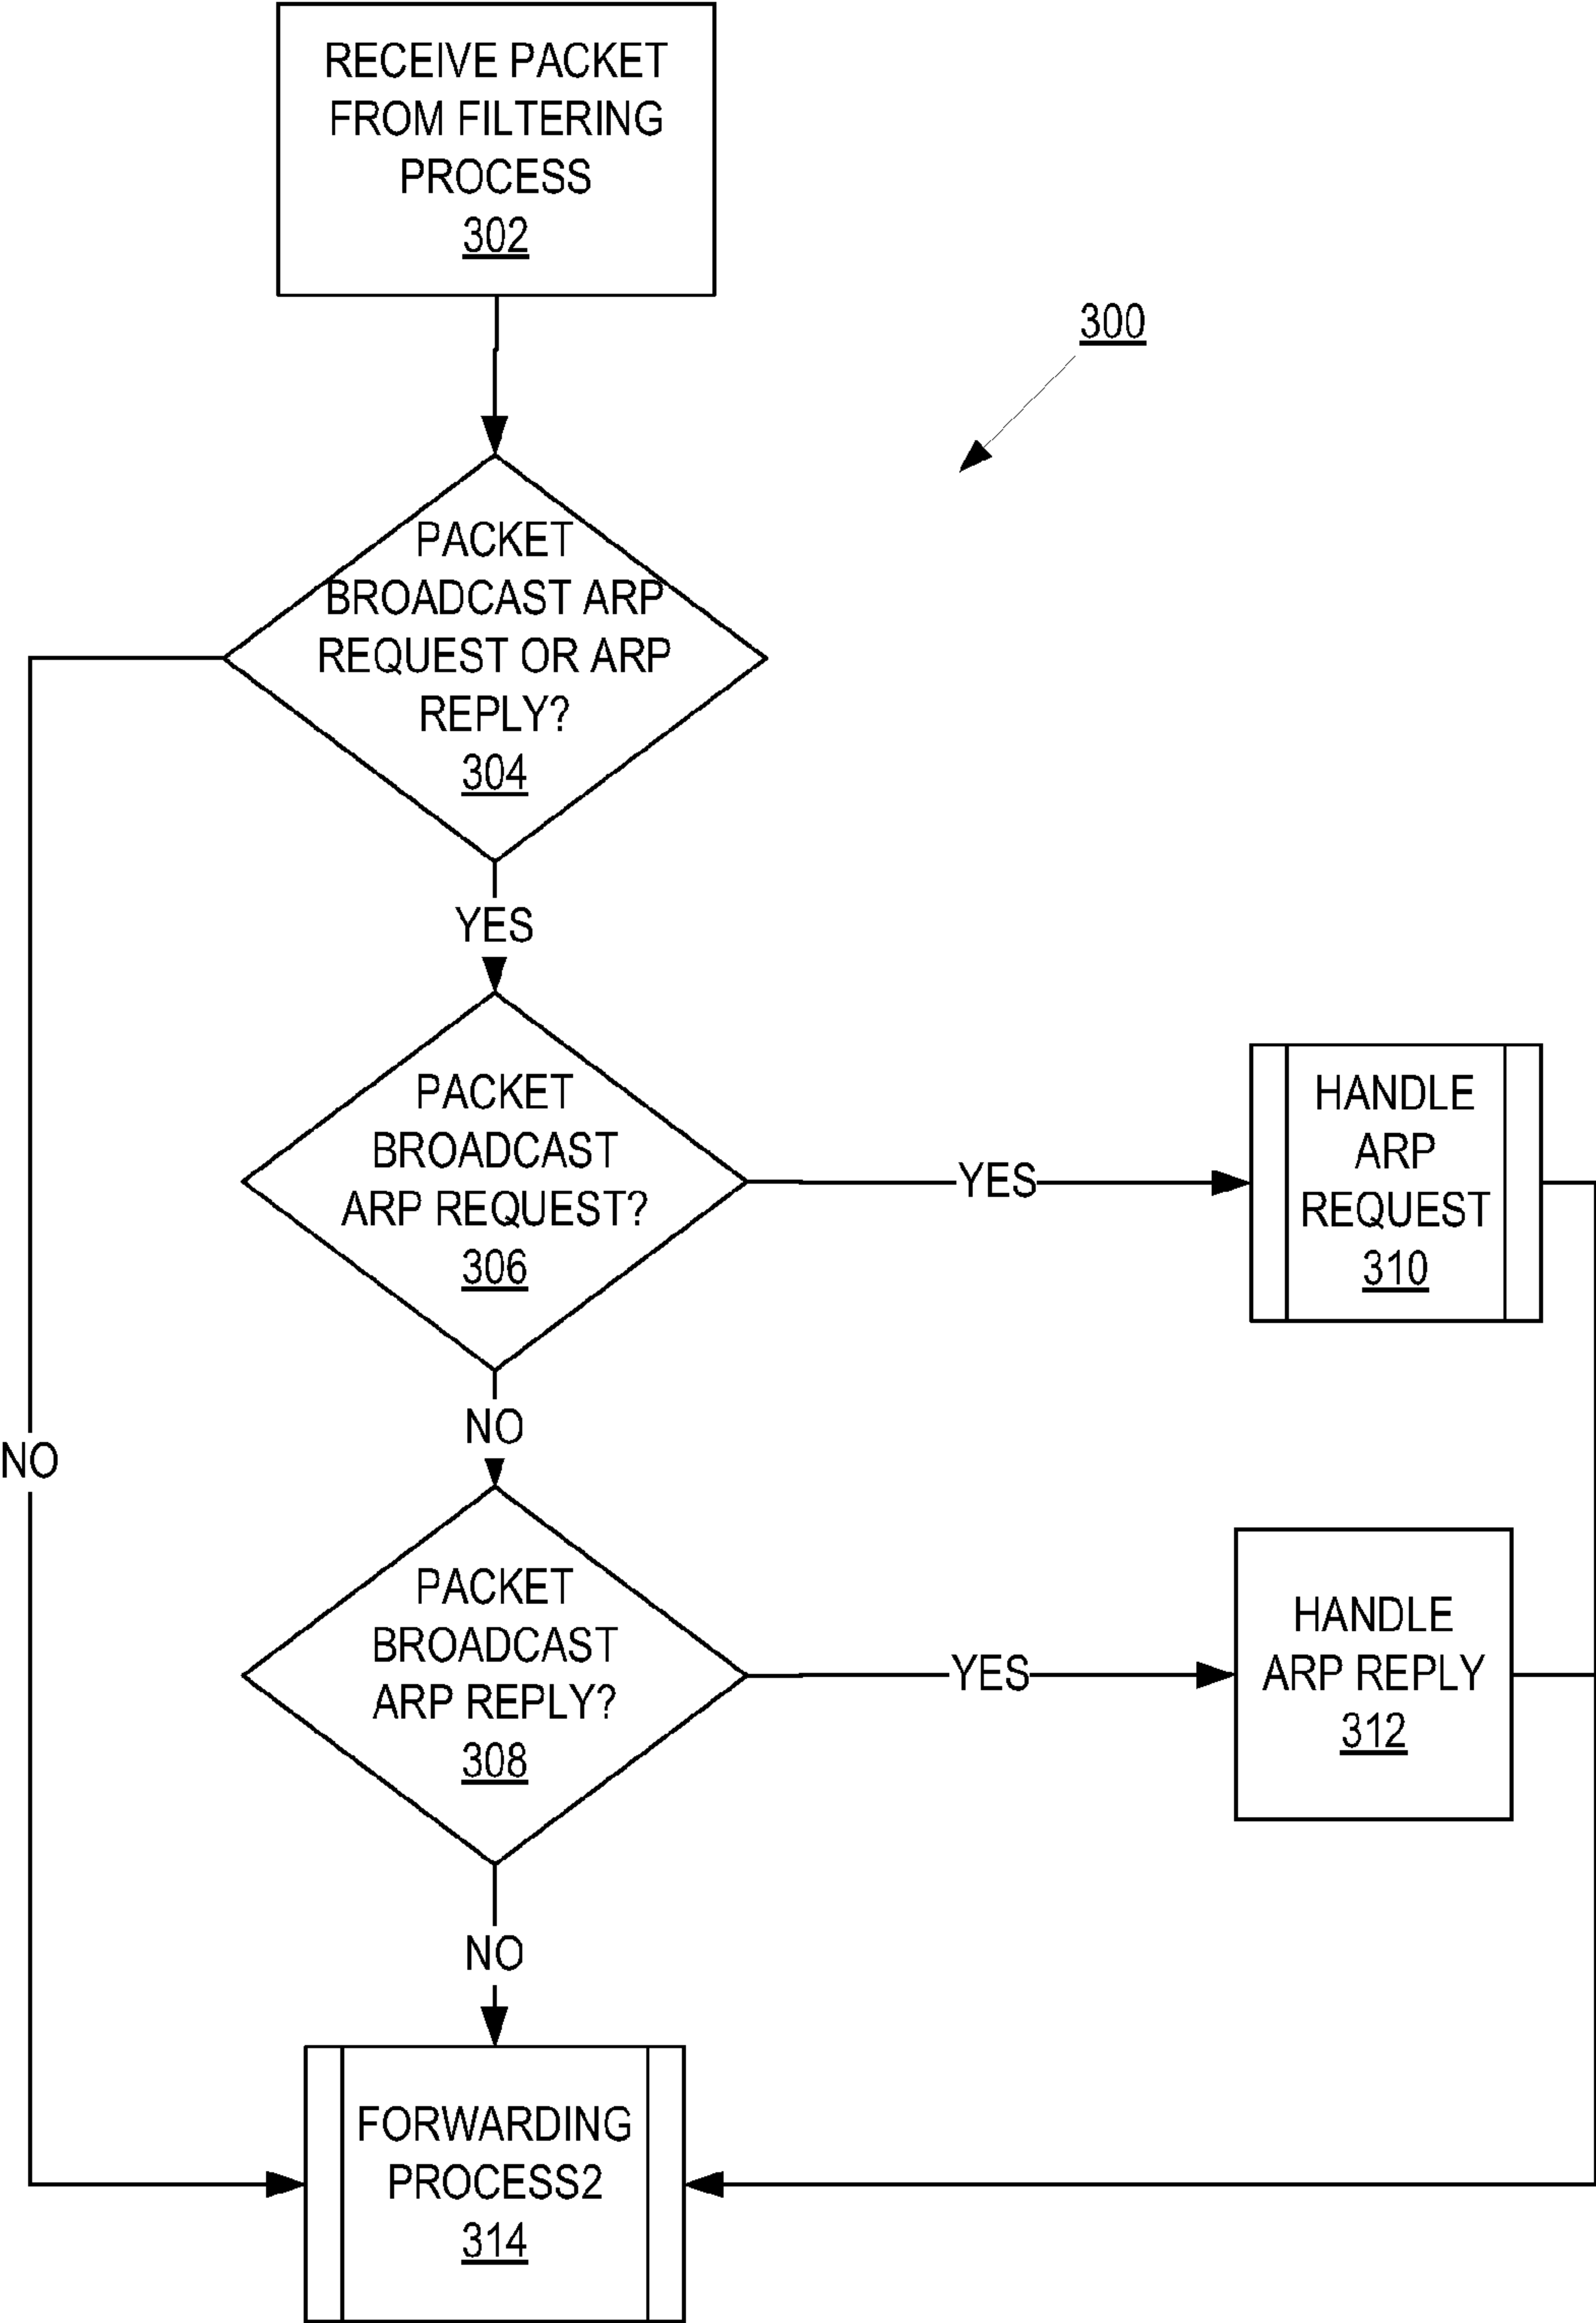 RECEIVE PACKET
FROM FILTERING
PROCESS
302
300
PACKET
BROADCAST ARP
REQUEST OR ARP
REPLY?
304
YES
PACKET
BROADCAST
ARP REQUEST?
306
YES
HANDLE
ARP
REQUEST
310
NO
NO
PACKET
BROADCAST
ARP REPLY?
308
YES
HANDLE
ARP REPLY
312
NO
FORWARDING
PROCESS2
314